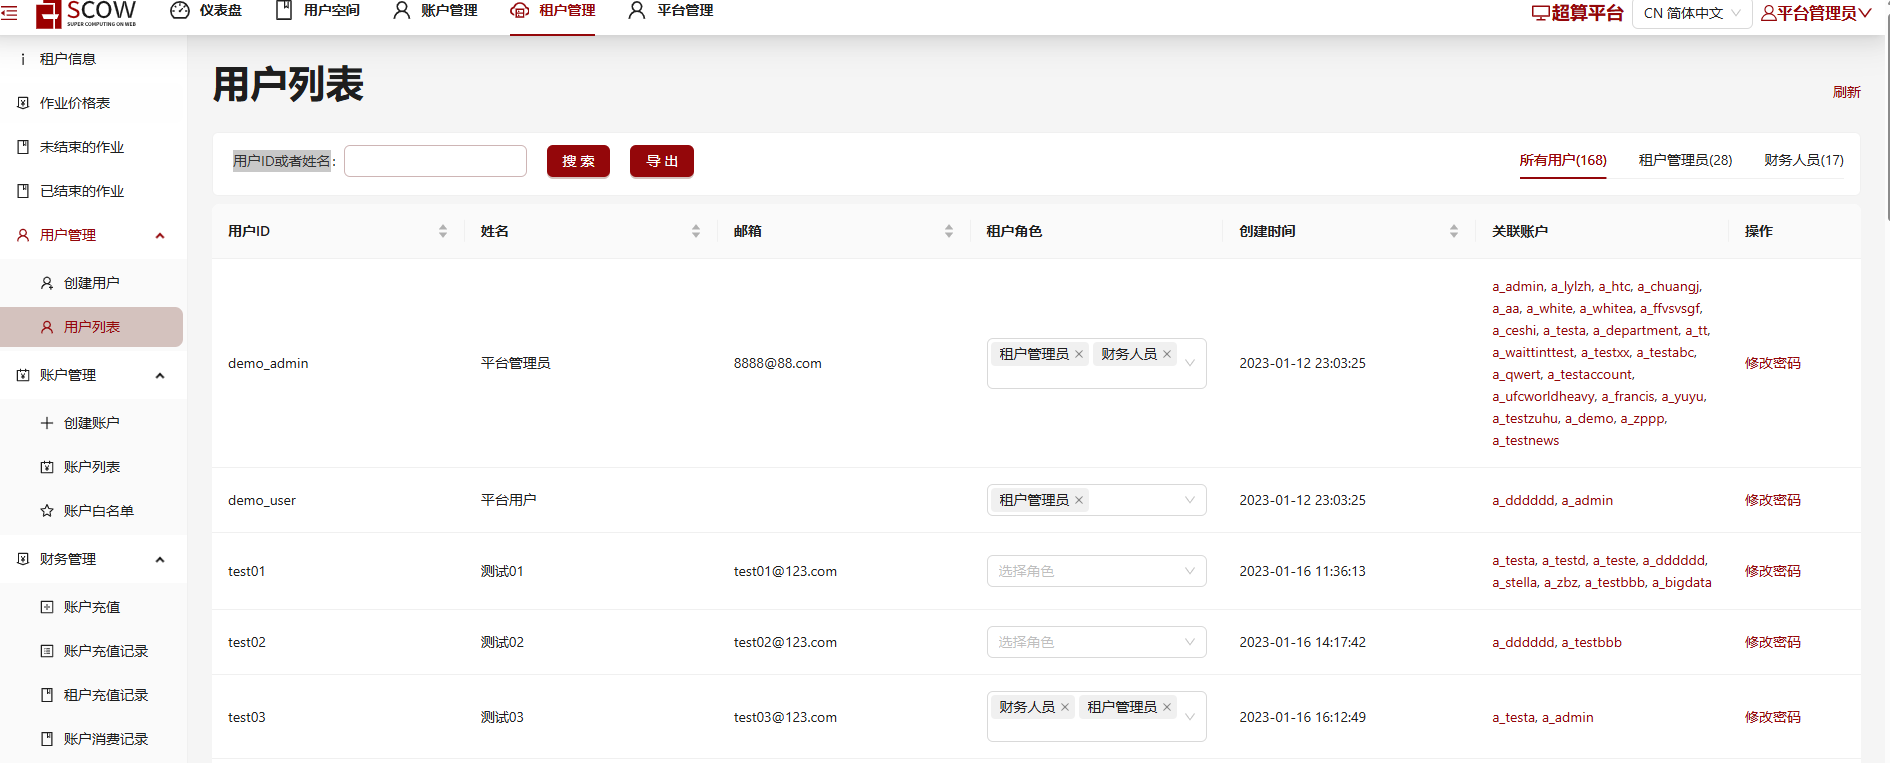 SCOW
SUPER COMPUTING ON WEB
仪表盘
用户空间
账户管理
租户管理
平台管理
超算平台
CN 简体中文
平台管理员
租户信息
作业价格表
未结束的作业
已结束的作业
用户管理
创建用户
用户列表
账户管理
创建账户
账户列表
账户白名单
财务管理
账户充值
账户充值记录
租户充值记录
账户消费记录
用户列表
刷新
用户ID或者姓名:
搜 索
导 出
所有用户(168)
租户管理员(28)
财务人员(17)
用户ID
姓名
邮箱
租户角色
创建时间
关联账户
操作
demo_admin
平台管理员
8888@88.com
租户管理员
财务人员
2023-01-12 23:03:25
a_admin, a_lylzh, a_htc, a_chuangj,
a_aa, a_white, a_whitea, a_ffvsvsgf,
a_ceshi, a_testa, a_department, a_tt,
a_waittinttest, a_testxx, a_testabc,
a_qwert, a_testaccount,
a_ufcworldheavy, a_francis, a_yuyu,
a_testzuhu, a_demo, a_zppp,
a_testnews
修改密码
demo_user
平台用户
租户管理员
2023-01-12 23:03:25
a_dddddd, a_admin
修改密码
test01
测试01
test01@123.com
选择角色
2023-01-16 11:36:13
a_testa, a_testd, a_teste, a_dddddd,
a_stella, a_zbz, a_testbbb, a_bigdata
修改密码
test02
测试02
test02@123.com
选择角色
2023-01-16 14:17:42
a_dddddd, a_testbbb
修改密码
test03
测试03
test03@123.com
财务人员
租户管理员
2023-01-16 16:12:49
a_testa, a_admin
修改密码